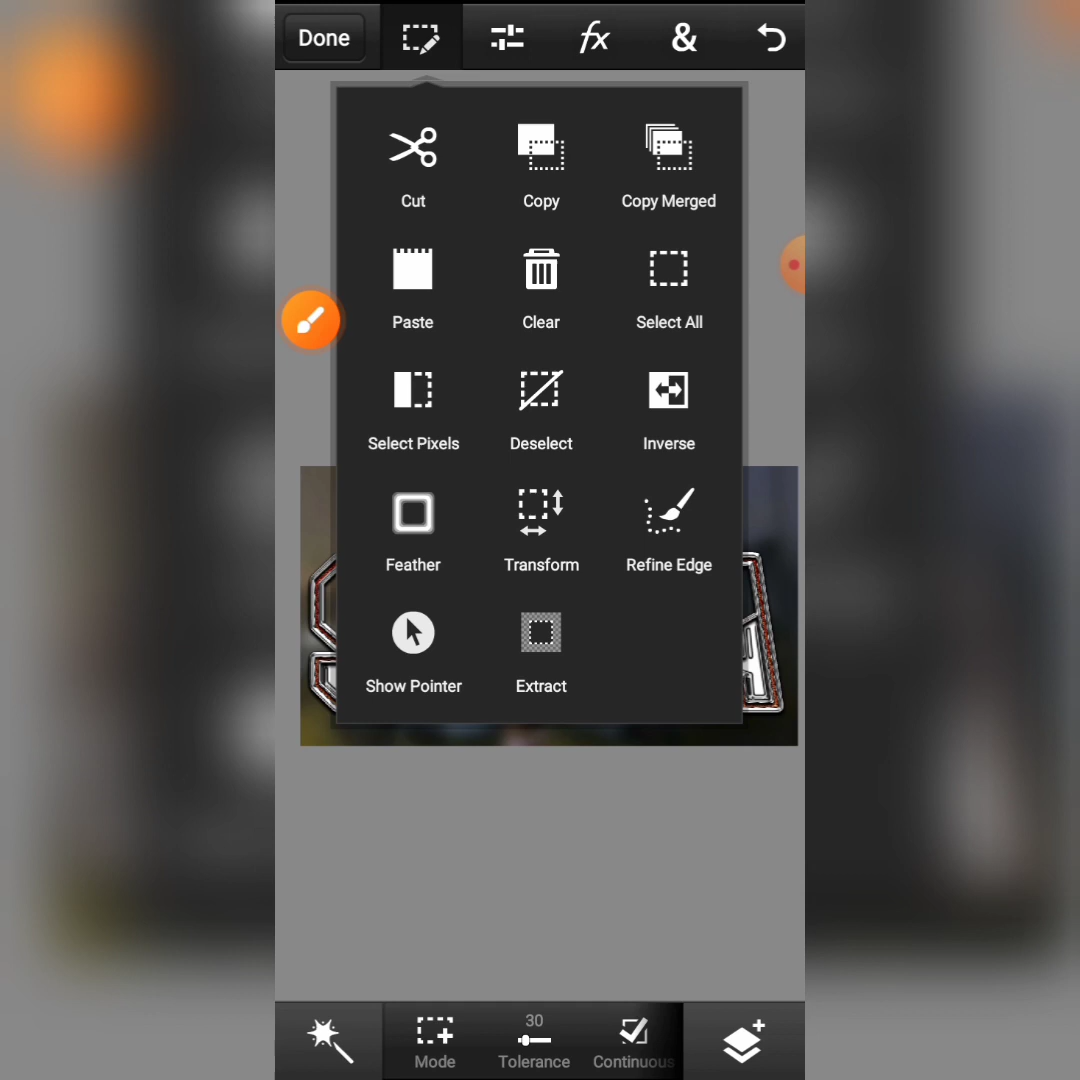 Done fx &
Cut Copy Copy Merged
Paste Clear Select All
Select Pixels Deselect Inverse
Feather Transform Refine Edge
Show Pointer Extract
30
Mode Tolerance Continuous